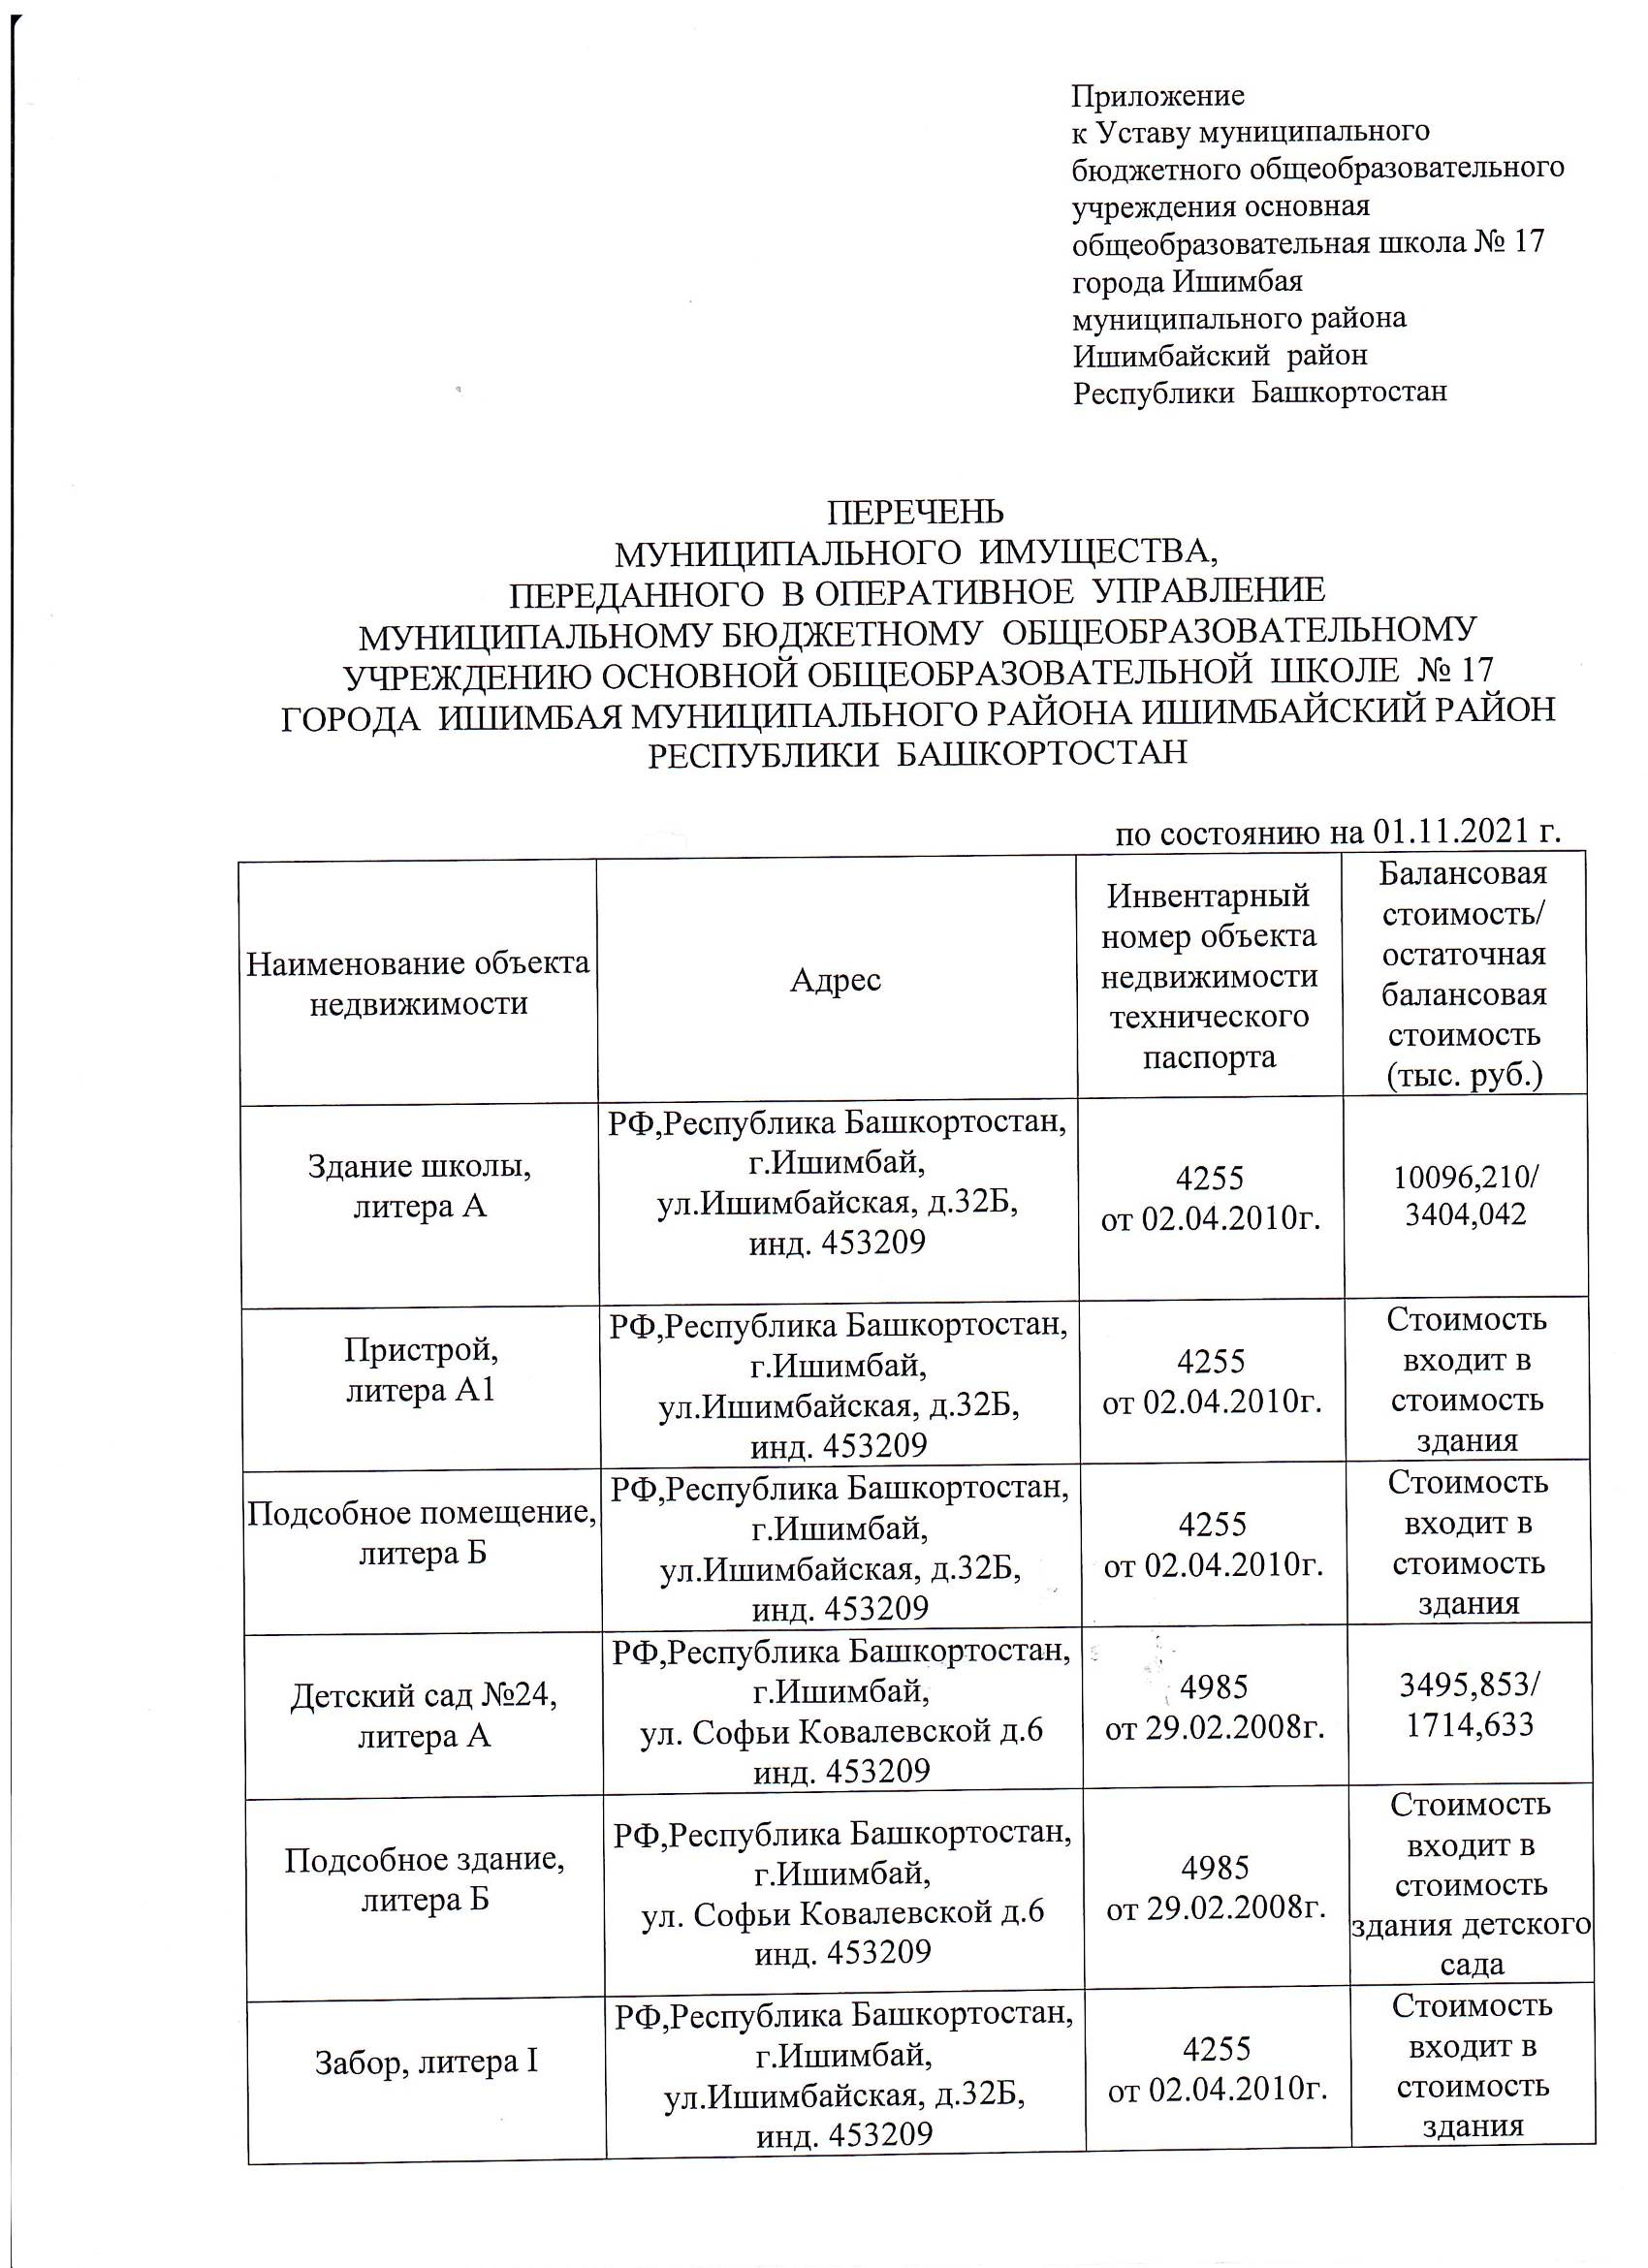 Приложение
к Уставу муниципального
бюджетного общеобразовательного
учреждения основная
общеобразовательная школа № 17
города Ишимбая
муниципального района
Ишимбайский район
Республики Башкортостан
ПЕРЕЧЕНЬ
МУНИЦИПАЛЬНОГО ИМУЩЕСТВА,
ПЕРЕДАННОГО В ОПЕРАТИВНОЕ УПРАВЛЕНИЕ
МУНИЦИПАЛЬНОМУ БЮДЖЕТНОМУ ОБЩЕОБРАЗОВАТЕЛЬНОМУ
УЧРЕЖДЕНИЮ ОСНОВНОЙ ОБЩЕОБРАЗОВАТЕЛЬНОЙ ШКОЛЕ № 17
ГОРОДА ИШИМБАЯ МУНИЦИПАЛЬНОГО РАЙОНА ИШИМБАЙСКИЙ РАЙОН
РЕСПУБЛИКИ БАШКОРТОСТАН
по состоянию на 01.11.2021 г.
Наименование объекта
недвижимости
Адрес
Инвентарный
номер объекта
недвижимости
технического
паспорта
Балансовая
стоимость/
остаточная
балансовая
стоимость
(тыс. руб.)
Здание школы,
литера А
РФ,Республика Башкортостан,
г.Ишимбай,
ул.Ишимбайская, д.32Б,
инд. 453209
4255
от 02.04.2010г.
10096,210/
3404,042
Пристрой,
литера А1
РФ,Республика Башкортостан,
г.Ишимбай,
ул.Ишимбайская, д.32Б,
инд. 453209
4255
от 02.04.2010г.
Стоимость
входит в
стоимость
здания
Подсобное помещение,
литера Б
РФ,Республика Башкортостан,
г.Ишимбай,
ул.Ишимбайская, д.32Б,
инд. 453209
4255
от 02.04.2010г.
Стоимость
входит в
стоимость
здания
Детский сад №24,
литера А
РФ,Республика Башкортостан,
г.Ишимбай,
ул. Софьи Ковалевской д.6
инд. 453209
4985
от 29.02.2008г.
3495,853/
1714,633
Подсобное здание,
литера Б
РФ,Республика Башкортостан,
г.Ишимбай,
ул. Софьи Ковалевской д.6
инд. 453209
4985
от 29.02.2008г.
Стоимость
входит в
стоимость
здания детского
сада
Забор, литера I
РФ,Республика Башкортостан,
г.Ишимбай,
ул.Ишимбайская, д.32Б,
инд. 453209
4255
от 02.04.2010г.
Стоимость
входит в
стоимость
здания